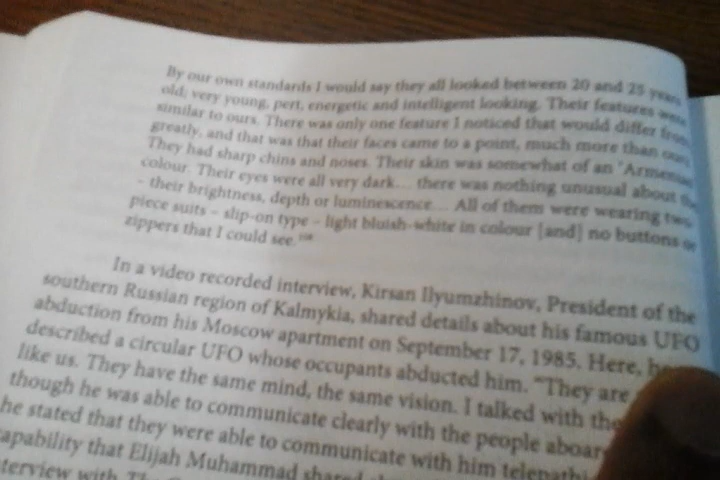 By our own standards I would say they all looked between 20 and 25 years
old; very young, pert, energetic and intelligent looking. Their features were
similar to ours. There was only one feature I noticed that would differ from
greatly, and that was that their faces came to a point, much more than ours
They had sharp chins and noses. Their skin was somewhat of an "Armenian
colour. Their eyes were all very dark... there was nothing unusual about
- their brightness, depth or luminescence... All of them were wearing two-
piece suits – slip-on type – light bluish-white in colour [and] no buttons or
zippers that I could see.
In a video recorded interview, Kirsan Ilyumzhinov, President of the
southern Russian region of Kalmykia, shared details about his famous UFO
abduction from his Moscow apartment on September 17, 1985. Here, he
described a circular UFO whose occupants abducted him. "They are
like us. They have the same mind, the same vision. I talked with
though he was able to communicate clearly with the people
he stated that they were able to communicate with him
that Elijah Muhammad shared
with